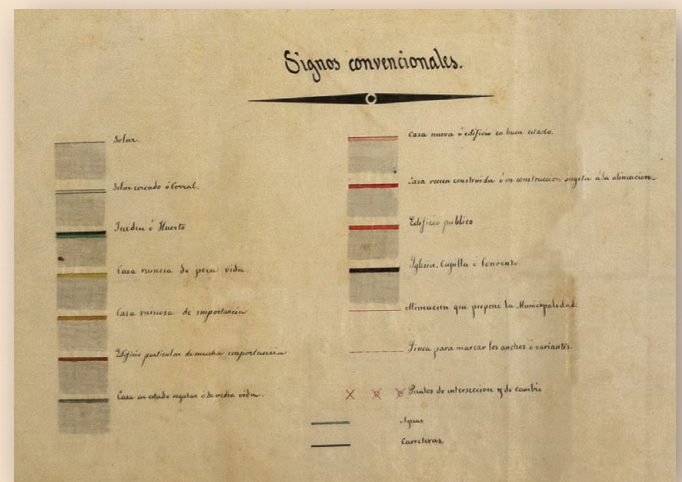 Signos convencionales.
Solar.
Solar cercado ó Corral.
Jardin ó Huerto
Casa ruinosa de poca vida.
Casa ruinosa de importancia
Edificio particular de mucha importancia
Casa en estado regular o de media vida.
Casa nueva ó edificio en buen estado.
Casa recien construida ó en construccion sugeta á la alineacion.
Edificio público
Iglesia, Capilla ó Convento
Alineacion que propone la Municipalidad.
Linea para marcar los anchos ó variantes.
Puntos de interseccion y de cambio
Aguas
Carreteras.